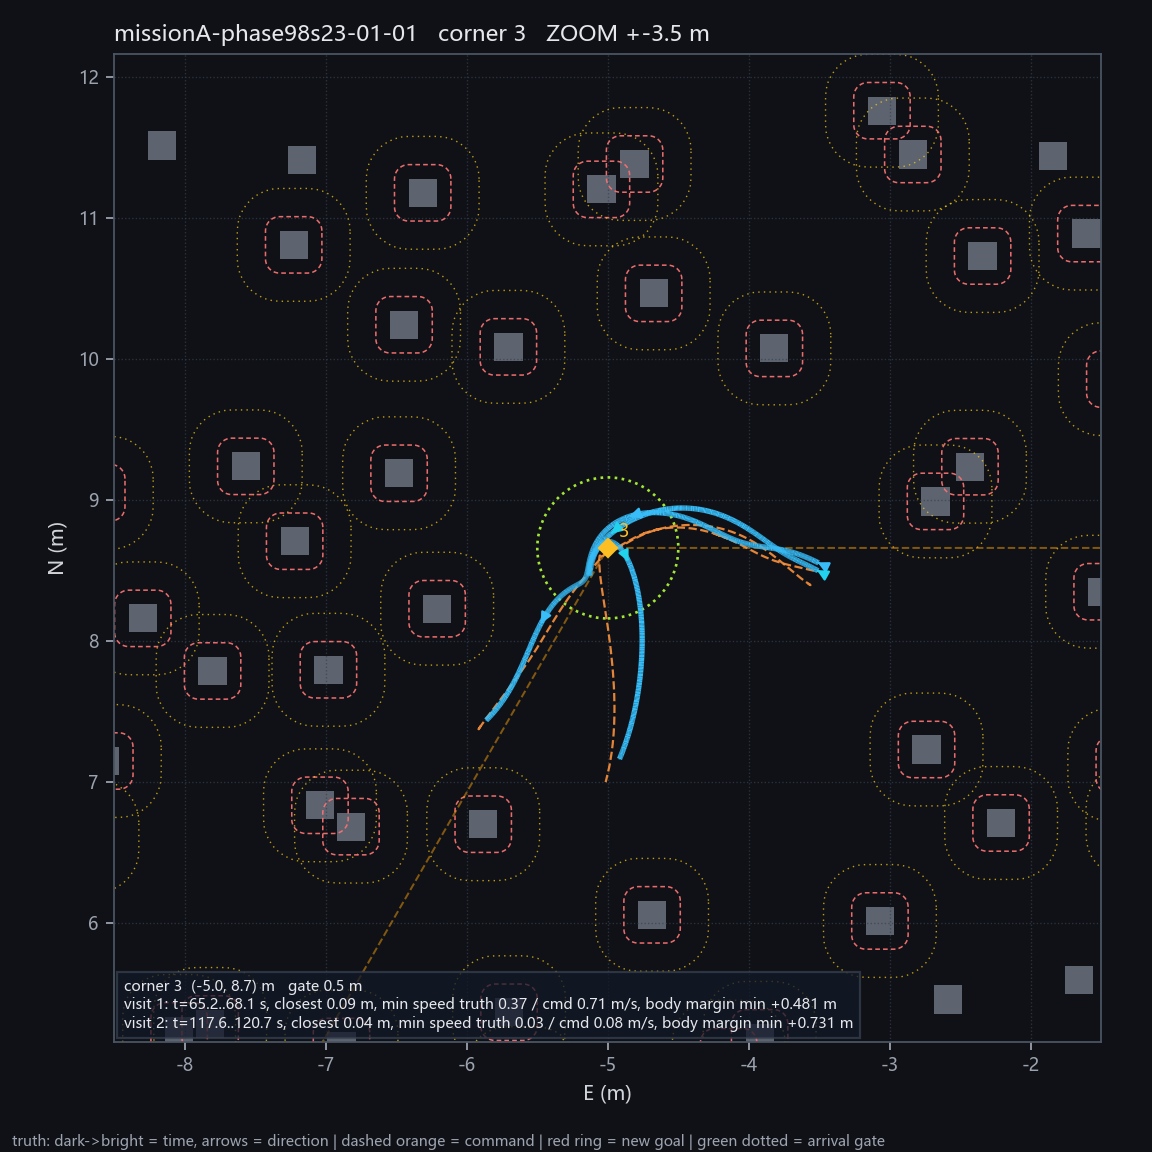 missionA-phase98s23-01-01   corner 3   ZOOM +-3.5 m
12
11
10
9
8
7
6
N (m)
3
corner 3  (-5.0, 8.7) m   gate 0.5 m
visit 1: t=65.2..68.1 s, closest 0.09 m, min speed truth 0.37 / cmd 0.71 m/s, body margin min +0.481 m
visit 2: t=117.6..120.7 s, closest 0.04 m, min speed truth 0.03 / cmd 0.08 m/s, body margin min +0.731 m
-8 -7 -6 -5 -4 -3 -2
E (m)
truth: dark->bright = time, arrows = direction | dashed orange = command | red ring = new goal | green dotted = arrival gate